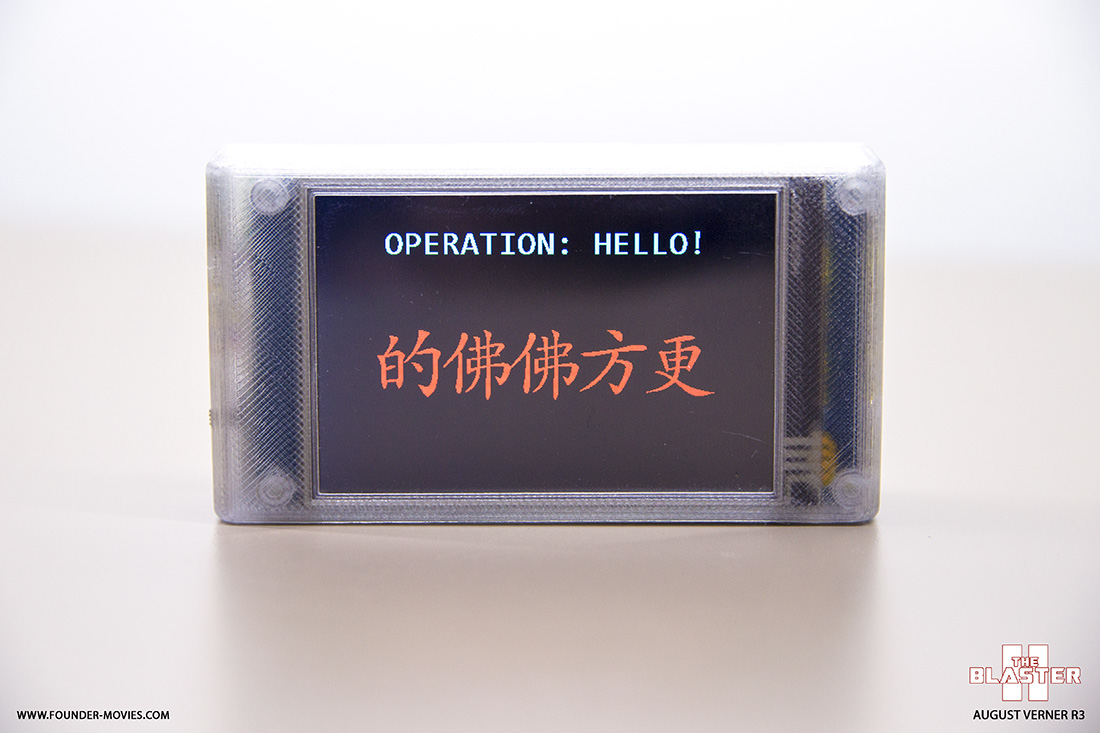 OPERATION: HELLO!
的佛佛方更
THE
BLASTER
II
WWW.FOUNDER-MOVIES.COM
AUGUST VERNER R3